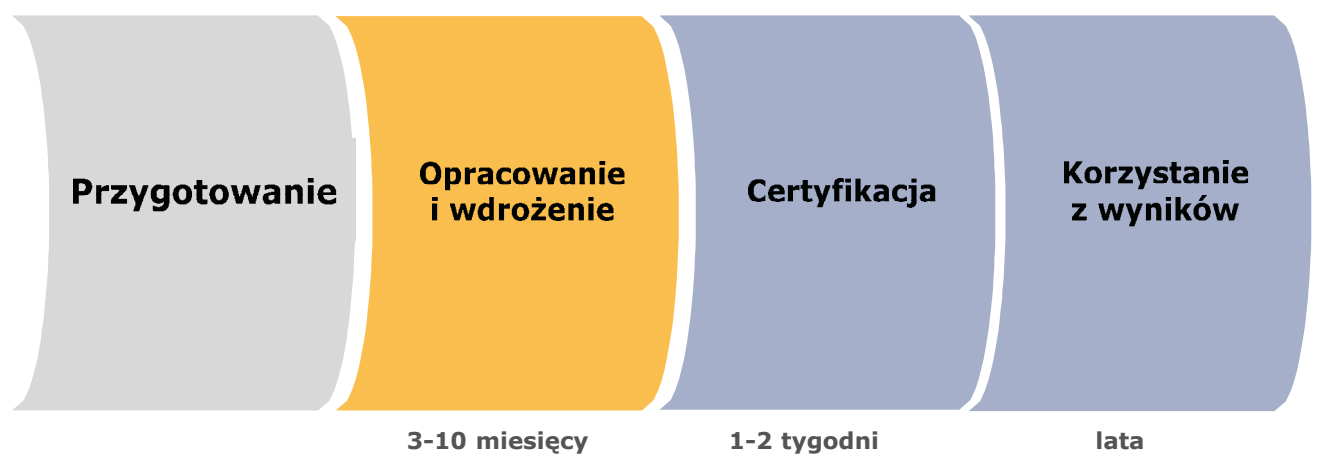 Przygotowanie
Opracowanie
i wdrożenie
Certyfikacja
Korzystanie
z wyników
3-10 miesięcy
1-2 tygodni
lata